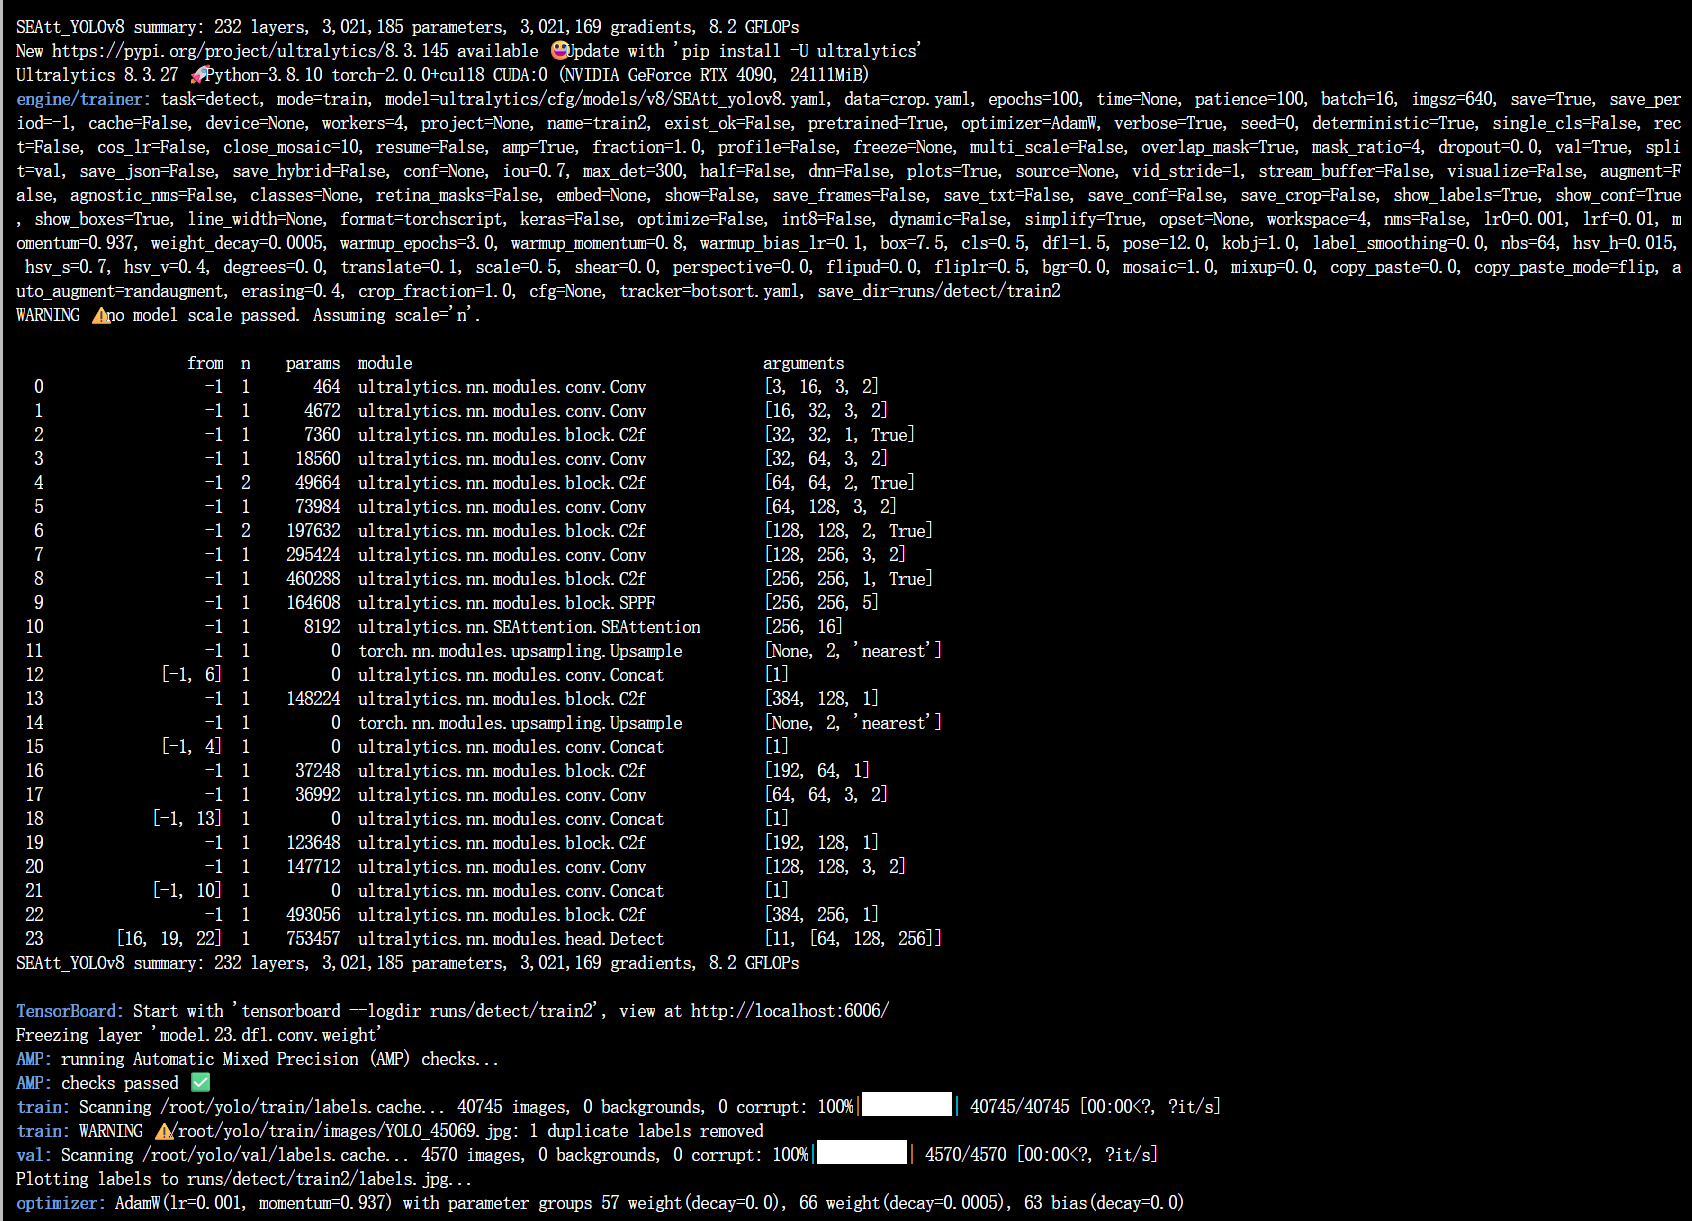 SEAtt_YOLOv8 summary: 232 layers, 3,021,185 parameters, 3,021,169 gradients, 8.2 GFLOPs
New https://pypi.org/project/ultralytics/8.3.145 available 😃Update with 'pip install -U ultralytics'
Ultralytics 8.3.27 🚀Python-3.8.10 torch-2.0.0+cu118 CUDA:0 (NVIDIA GeForce RTX 4090, 24111MiB)
engine/trainer: task=detect, mode=train, model=ultralytics/cfg/models/v8/SEAtt_yolov8.yaml, data=crop.yaml, epochs=100, time=None, patience=100, batch=16, imgsz=640, save=True, save_per
iod=-1, cache=False, device=None, workers=4, project=None, name=train2, exist_ok=False, pretrained=True, optimizer=AdamW, verbose=True, seed=0, deterministic=True, single_cls=False, rec
t=False, cos_lr=False, close_mosaic=10, resume=False, amp=True, fraction=1.0, profile=False, freeze=None, multi_scale=False, overlap_mask=True, mask_ratio=4, dropout=0.0, val=True, spli
t=val, save_json=False, save_hybrid=False, conf=None, iou=0.7, max_det=300, half=False, dnn=False, plots=True, source=None, vid_stride=1, stream_buffer=False, visualize=False, augment=F
alse, agnostic_nms=False, classes=None, retina_masks=False, embed=None, show=False, save_frames=False, save_txt=False, save_conf=False, save_crop=False, show_labels=True, show_conf=True
, show_boxes=True, line_width=None, format=torchscript, keras=False, optimize=False, int8=False, dynamic=False, simplify=True, opset=None, workspace=4, nms=False, lr0=0.001, lrf=0.01, m
omentum=0.937, weight_decay=0.0005, warmup_epochs=3.0, warmup_momentum=0.8, warmup_bias_lr=0.1, box=7.5, cls=0.5, dfl=1.5, pose=12.0, kobj=1.0, label_smoothing=0.0, nbs=64, hsv_h=0.015,
hsv_s=0.7, hsv_v=0.4, degrees=0.0, translate=0.1, scale=0.5, shear=0.0, perspective=0.0, flipud=0.0, fliplr=0.5, bgr=0.0, mosaic=1.0, mixup=0.0, copy_paste=0.0, copy_paste_mode=flip, a
uto_augment=randaugment, erasing=0.4, crop_fraction=1.0, cfg=None, tracker=botsort.yaml, save_dir=runs/detect/train2
WARNING ⚠️no model scale passed. Assuming scale='n'.
from n params module arguments
0 -1 1 464 ultralytics.nn.modules.conv.Conv [3, 16, 3, 2]
1 -1 1 4672 ultralytics.nn.modules.conv.Conv [16, 32, 3, 2]
2 -1 1 7360 ultralytics.nn.modules.block.C2f [32, 32, 1, True]
3 -1 1 18560 ultralytics.nn.modules.conv.Conv [32, 64, 3, 2]
4 -1 2 49664 ultralytics.nn.modules.block.C2f [64, 64, 2, True]
5 -1 1 73984 ultralytics.nn.modules.conv.Conv [64, 128, 3, 2]
6 -1 2 197632 ultralytics.nn.modules.block.C2f [128, 128, 2, True]
7 -1 1 295424 ultralytics.nn.modules.conv.Conv [128, 256, 3, 2]
8 -1 1 460288 ultralytics.nn.modules.block.C2f [256, 256, 1, True]
9 -1 1 164608 ultralytics.nn.modules.block.SPPF [256, 256, 5]
10 -1 1 8192 ultralytics.nn.SEAttention.SEAttention [256, 16]
11 -1 1 0 torch.nn.modules.upsampling.Upsample [None, 2, 'nearest']
12 [-1, 6] 1 0 ultralytics.nn.modules.conv.Concat [1]
13 -1 1 148224 ultralytics.nn.modules.block.C2f [384, 128, 1]
14 -1 1 0 torch.nn.modules.upsampling.Upsample [None, 2, 'nearest']
15 [-1, 4] 1 0 ultralytics.nn.modules.conv.Concat [1]
16 -1 1 37248 ultralytics.nn.modules.block.C2f [192, 64, 1]
17 -1 1 36992 ultralytics.nn.modules.conv.Conv [64, 64, 3, 2]
18 [-1, 13] 1 0 ultralytics.nn.modules.conv.Concat [1]
19 -1 1 123648 ultralytics.nn.modules.block.C2f [192, 128, 1]
20 -1 1 147712 ultralytics.nn.modules.conv.Conv [128, 128, 3, 2]
21 [-1, 10] 1 0 ultralytics.nn.modules.conv.Concat [1]
22 -1 1 493056 ultralytics.nn.modules.block.C2f [384, 256, 1]
23 [16, 19, 22] 1 753457 ultralytics.nn.modules.head.Detect [11, [64, 128, 256]]
SEAtt_YOLOv8 summary: 232 layers, 3,021,185 parameters, 3,021,169 gradients, 8.2 GFLOPs
TensorBoard: Start with 'tensorboard --logdir runs/detect/train2', view at http://localhost:6006/
Freezing layer 'model.23.dfl.conv.weight'
AMP: running Automatic Mixed Precision (AMP) checks...
AMP: checks passed ✅
train: Scanning /root/yolo/train/labels.cache... 40745 images, 0 backgrounds, 0 corrupt: 100%| | 40745/40745 [00:00<?, ?it/s]
train: WARNING ⚠️/root/yolo/train/images/YOLO_45069.jpg: 1 duplicate labels removed
val: Scanning /root/yolo/val/labels.cache... 4570 images, 0 backgrounds, 0 corrupt: 100%| | 4570/4570 [00:00<?, ?it/s]
Plotting labels to runs/detect/train2/labels.jpg...
optimizer: AdamW(lr=0.001, momentum=0.937) with parameter groups 57 weight(decay=0.0), 66 weight(decay=0.0005), 63 bias(decay=0.0)